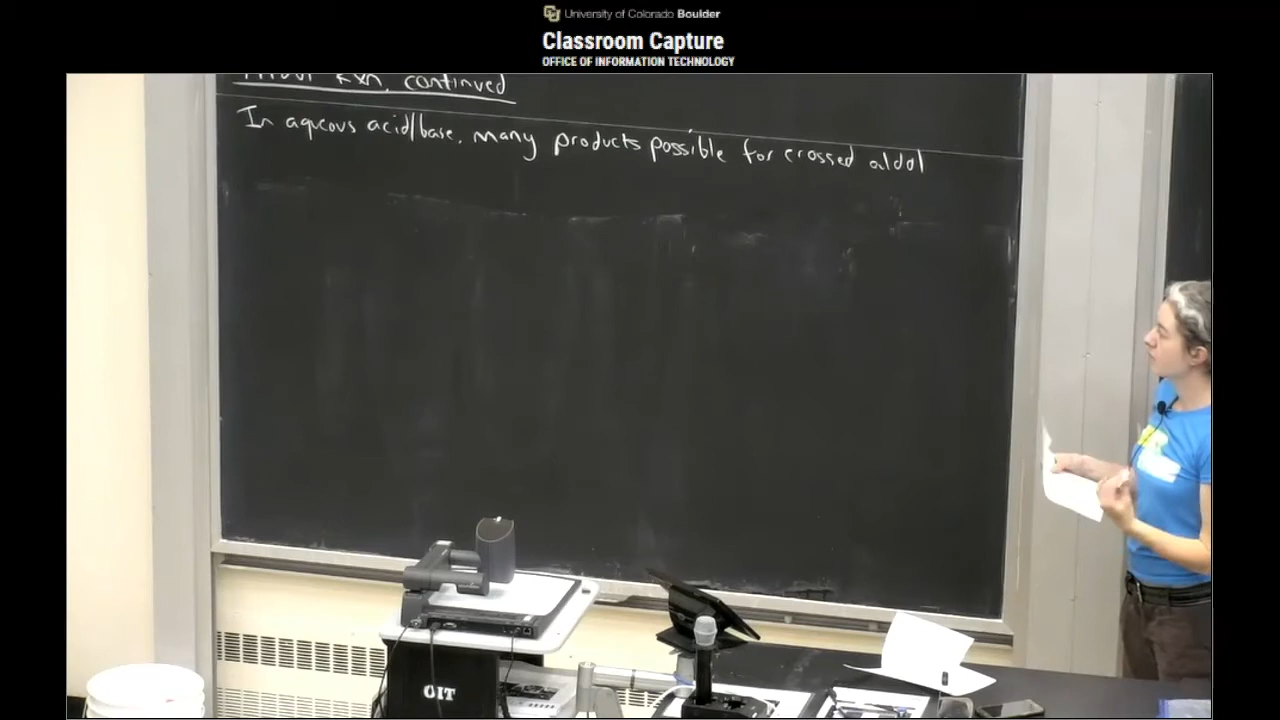 University of Colorado Boulder
Classroom Capture
OFFICE OF INFORMATION TECHNOLOGY
Rxn, continued
In aqueous acid/base, many products possible for crossed aldol
OIT